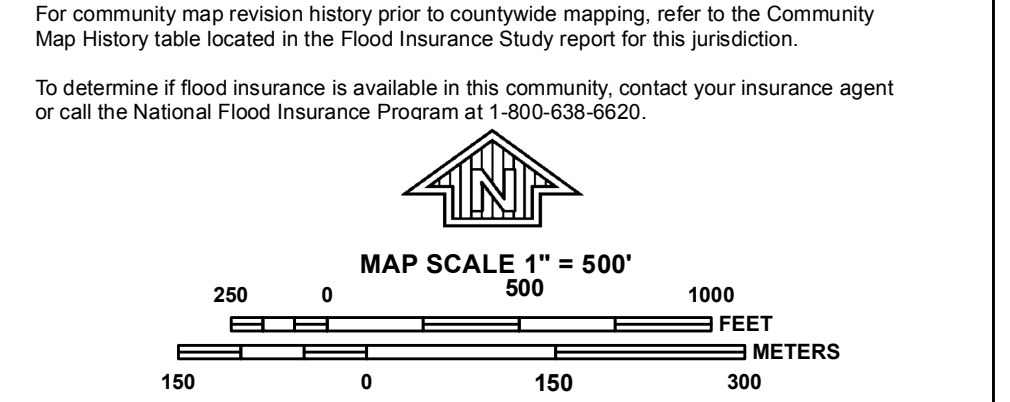 For community map revision history prior to countywide mapping, refer to the Community
Map History table located in the Flood Insurance Study report for this jurisdiction.
To determine if flood insurance is available in this community, contact your insurance agent
or call the National Flood Insurance Program at 1-800-638-6620.
N
MAP SCALE 1" = 500'
250 0 500 1000
FEET
METERS
150 0 150 300